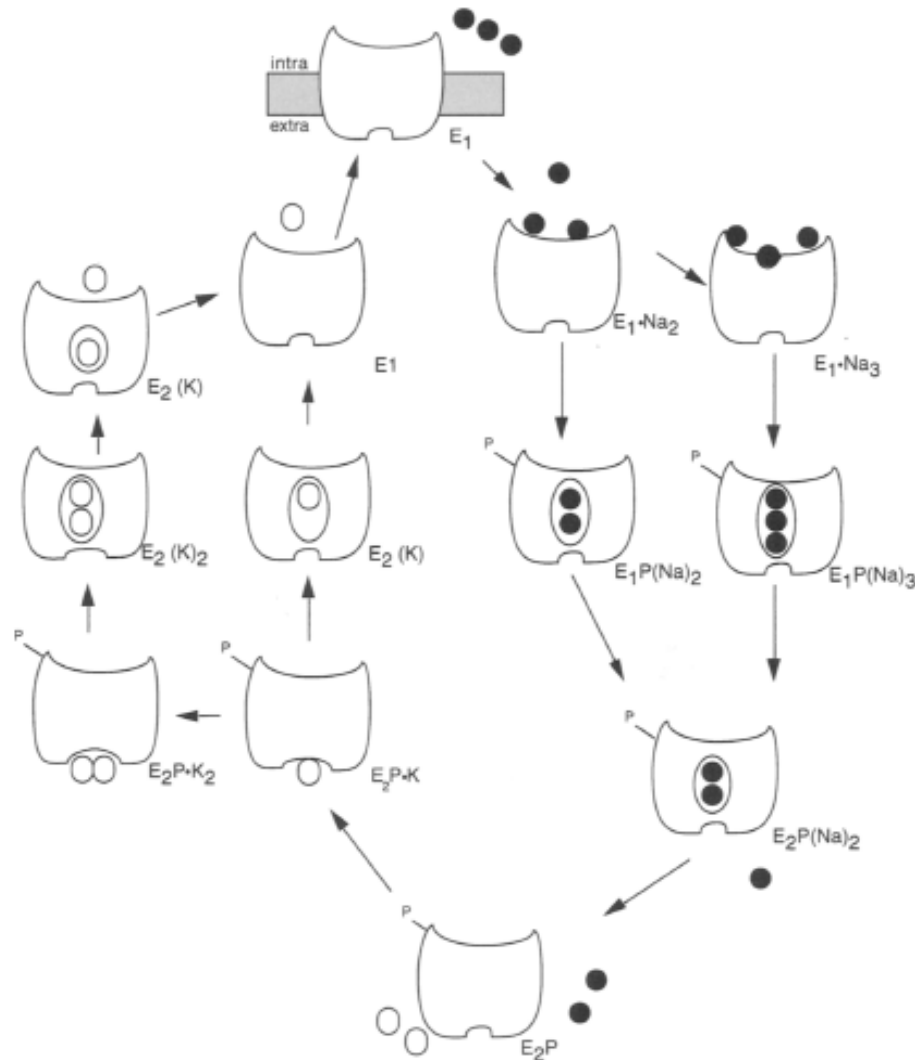 intra
extra
E₁
E₁•Na₂
E₁•Na₃
E₂ (K)
E1
P
P
E₂ (K)₂
E₂ (K)
E₁P(Na)₂
E₁P(Na)₃
P
P
P
E₂P•K₂
E₂P•K
E₂P(Na)₂
P
E₂P